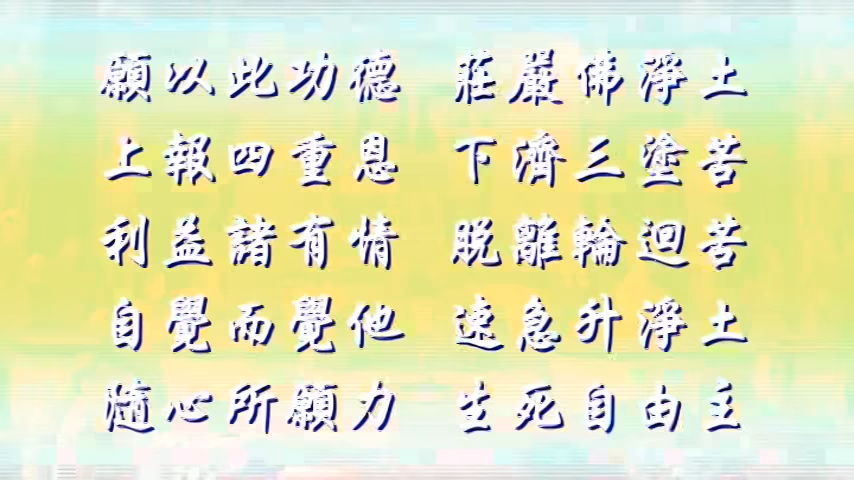 願以此功德 莊嚴佛淨土
上報四重恩 下濟三塗苦
利益諸有情 脫離輪迴苦
自覺而覺他 速急升淨土
隨心所願力 生死自由主